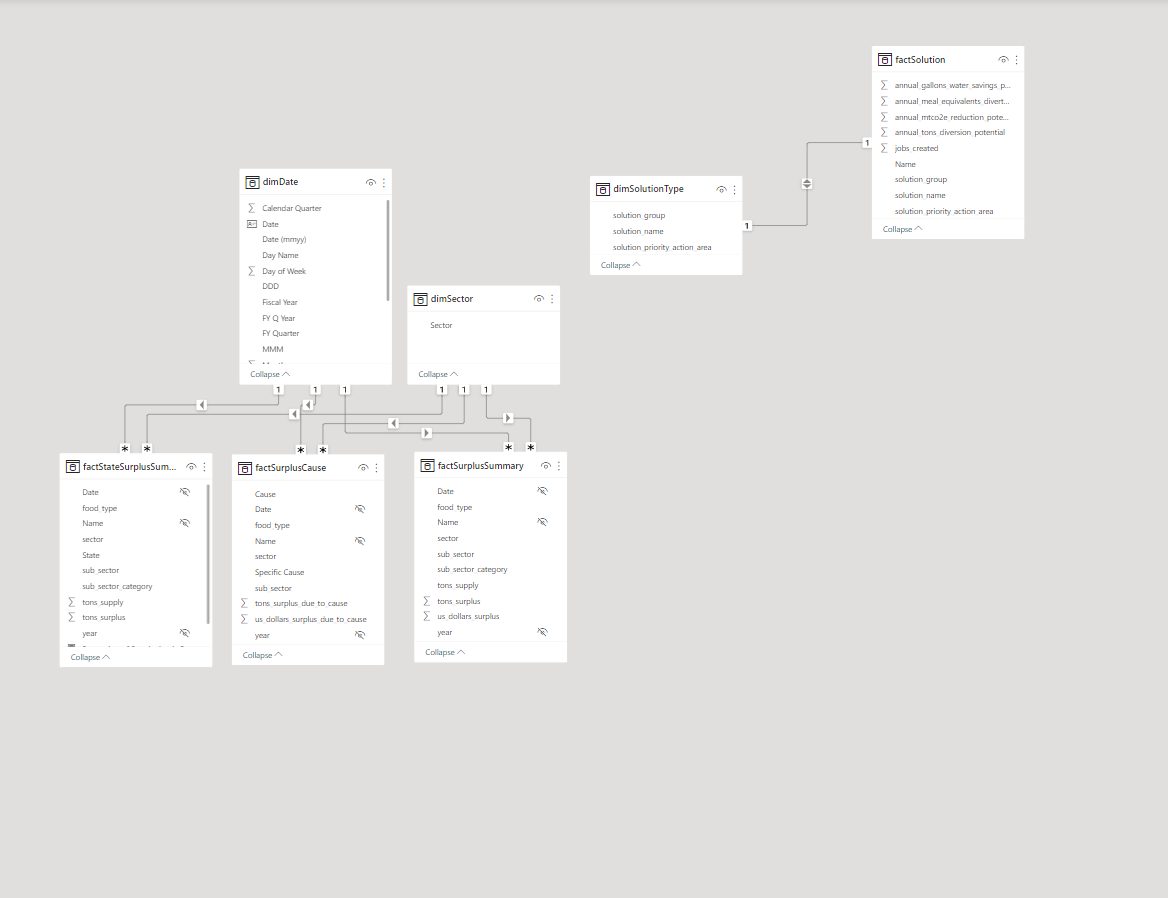 factSolution
annual_gallons_water_savings_p...
annual_meal_equivalents_divert...
annual_mtco2e_reduction_pote...
annual_tons_diversion_potential
jobs_created
Name
solution_group
solution_name
solution_priority_action_area
Collapse
1
dimSolutionType
solution_group
solution_name
solution_priority_action_area
Collapse
1
dimDate
Calendar Quarter
Date
Date (mmyy)
Day Name
Day of Week
DDD
Fiscal Year
FY Q Year
FY Quarter
MMM
Collapse
1 1 1
dimSector
Sector
Collapse
1 1 1
* *
factStateSurplusSum...
Date
food_type
Name
sector
State
sub_sector
sub_sector_category
tons_supply
tons_surplus
year
Collapse
* *
factSurplusCause
Cause
Date
food_type
Name
sector
Specific Cause
sub_sector
tons_surplus_due_to_cause
us_dollars_surplus_due_to_cause
year
Collapse
* *
factSurplusSummary
Date
food_type
Name
sector
sub_sector
sub_sector_category
tons_supply
tons_surplus
us_dollars_surplus
year
Collapse